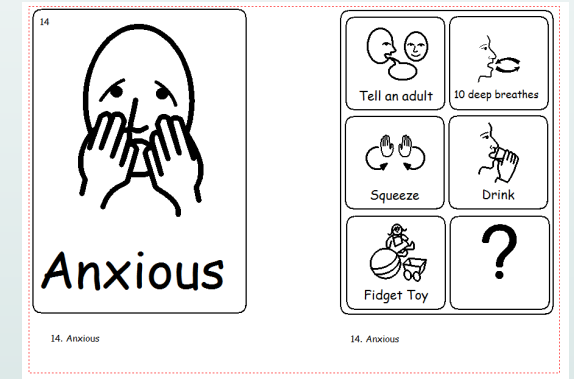 14
Anxious
Tell an adult
10 deep breathes
Squeeze
Drink
Fidget Toy
?
14. Anxious
14. Anxious